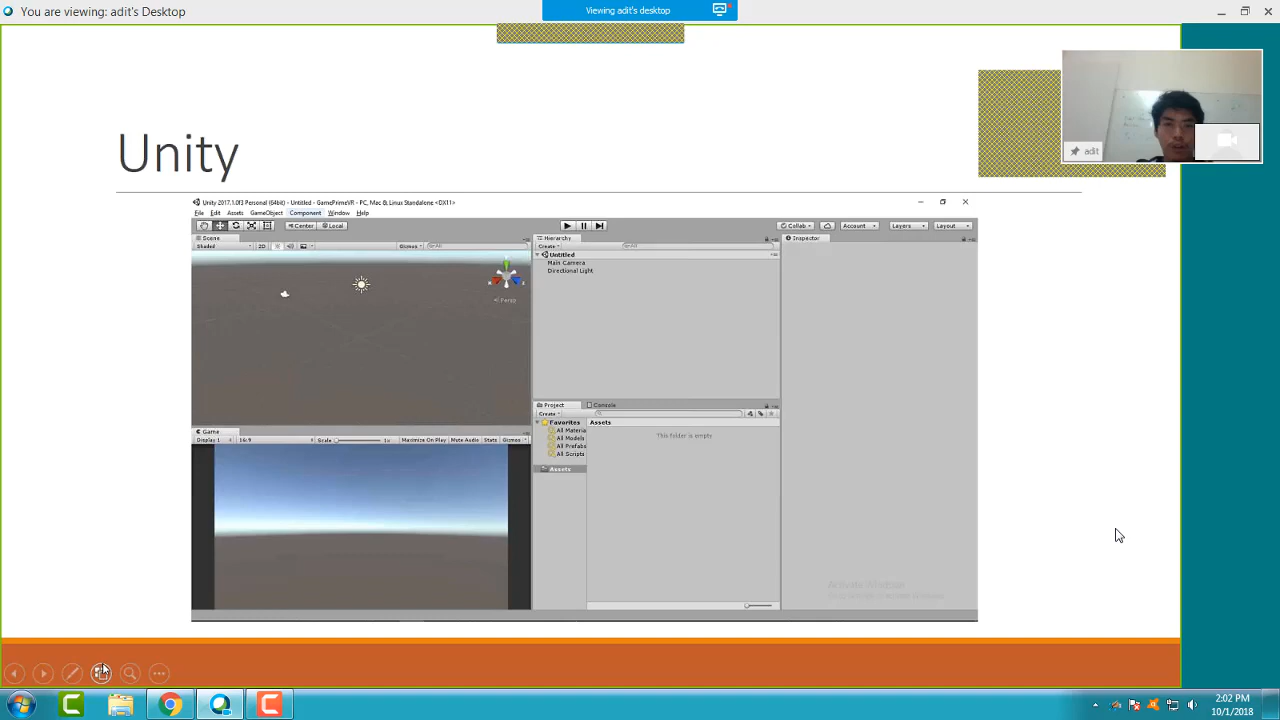 You are viewing: adit's Desktop
Viewing adit's desktop
adit
Unity
Unity 2017.1.0f3 Personal (64bit) - Untitled - GamePrimeVR - PC, Mac & Linux Standalone <DX11>
File Edit Assets GameObject Component Window Help
Center Local
Collab Account Layers Layout
Scene
Shaded 2D Gizmos All
Persp
Hierarchy
Create All
Untitled
Main Camera
Directional Light
Inspector
Game
Display 1 16:9 Scale 1x Maximize On Play Mute Audio Stats Gizmos
Project Console
Create
Favorites
All Materia
All Models
All Prefabs
All Scripts
Assets
Assets
This folder is empty
2:02 PM
10/1/2018